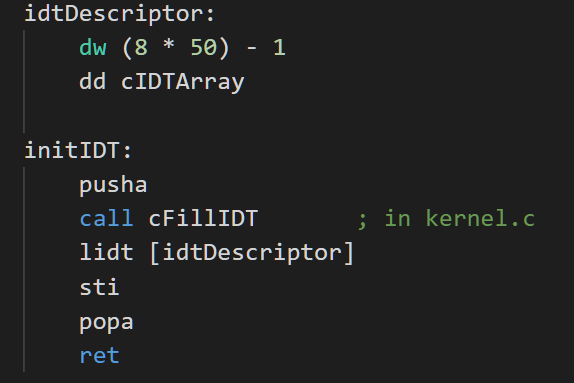 idtDescriptor:
    dw (8 * 50) - 1
    dd cIDTArray

initIDT:
    pusha
    call cFillIDT       ; in kernel.c
    lidt [idtDescriptor]
    sti
    popa
    ret